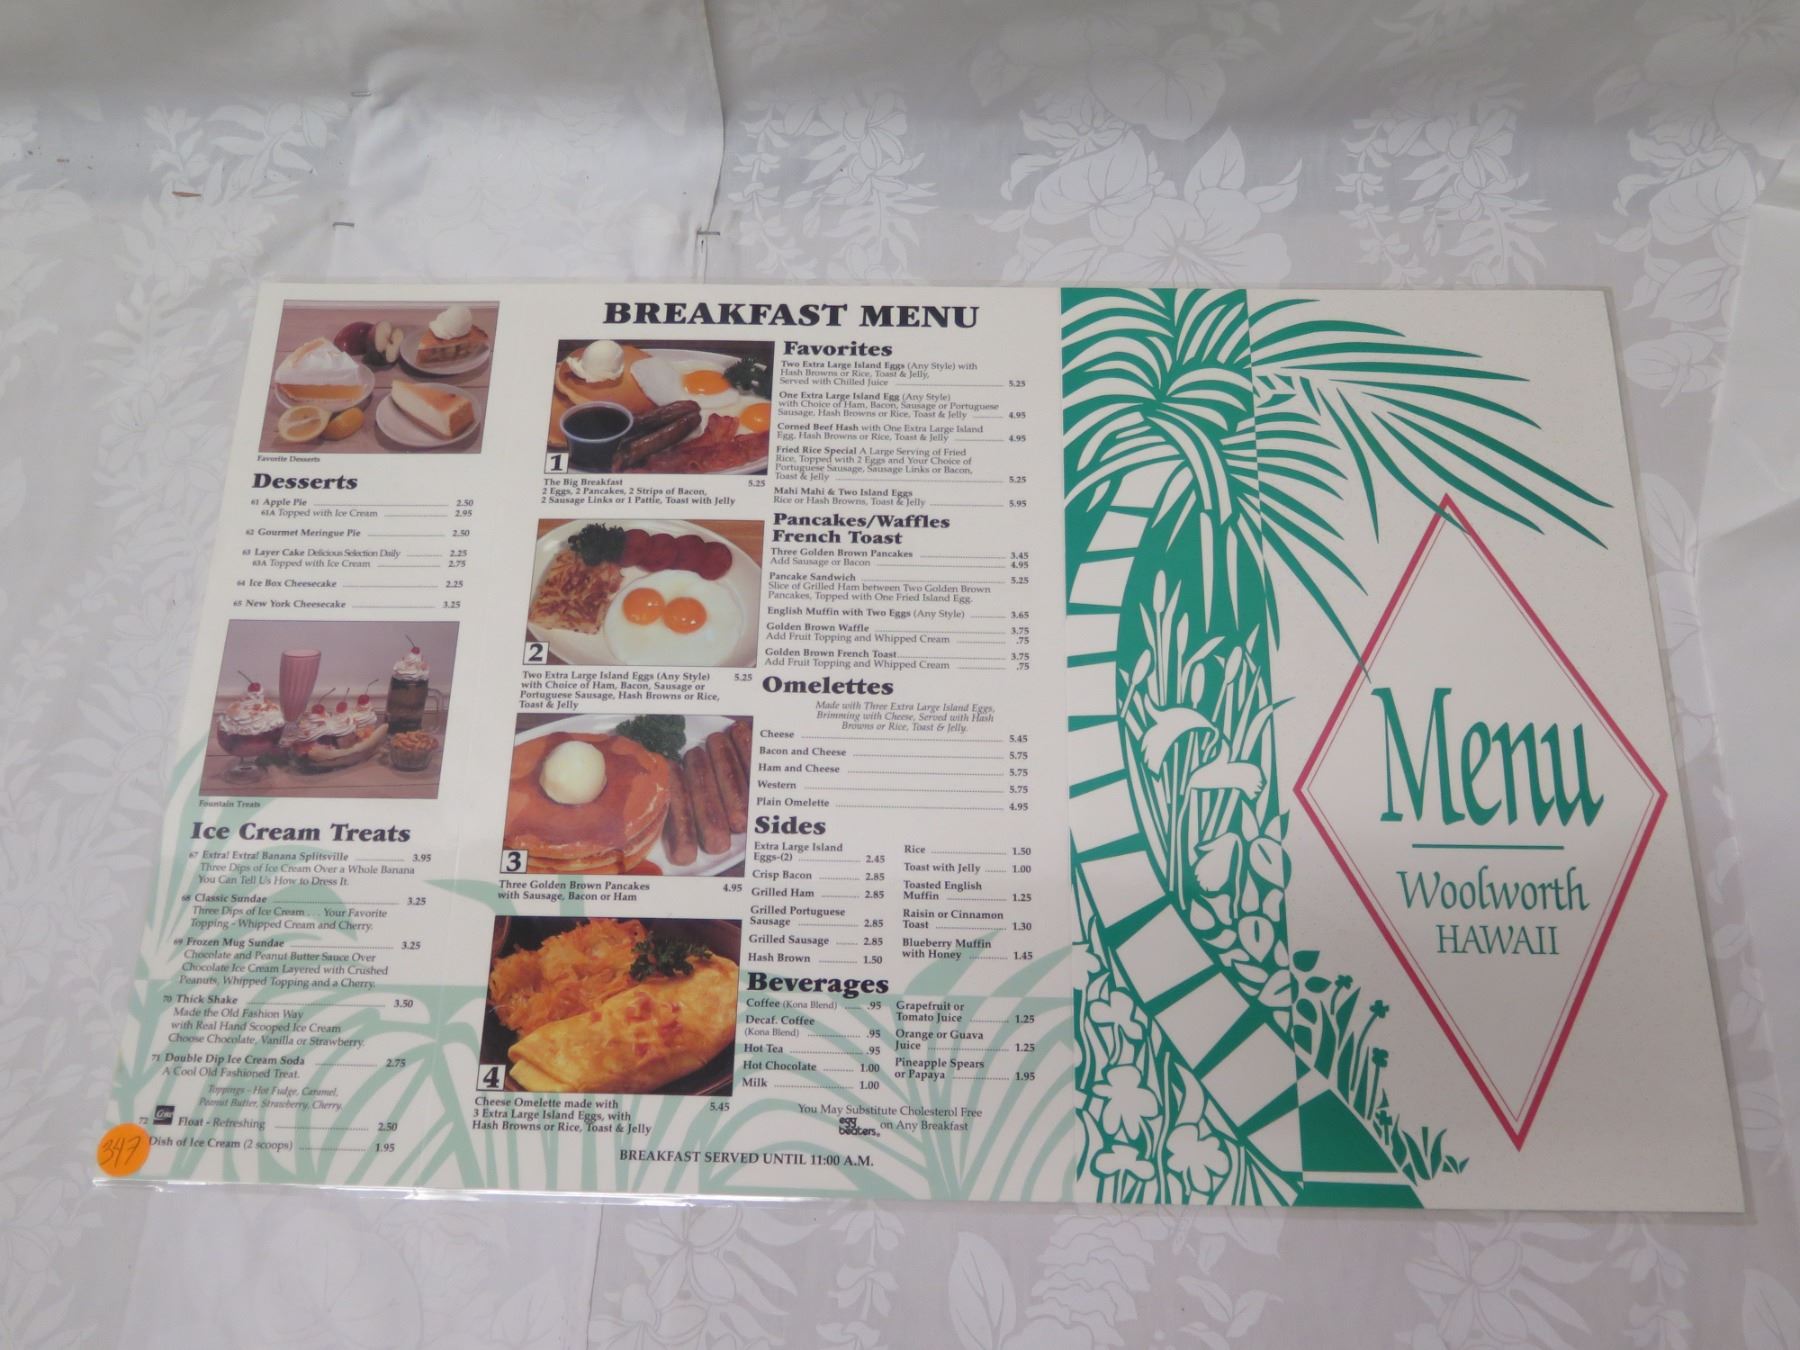 Favorite Desserts
Desserts
61 Apple Pie 2.50
61A Topped with Ice Cream 2.95
62 Gourmet Meringue Pie 2.50
63 Layer Cake Delicious Selection Daily 2.25
63A Topped with Ice Cream 2.75
64 Ice Box Cheesecake 2.25
65 New York Cheesecake 3.25
Fountain Treats
Ice Cream Treats
67 Extra! Extra! Banana Splitsville 3.95
Three Dips of Ice Cream Over a Whole Banana
You Can Tell Us How to Dress It.
68 Classic Sundae 3.25
Three Dips of Ice Cream . . . Your Favorite
Topping - Whipped Cream and Cherry.
69 Frozen Mug Sundae 3.25
Chocolate and Peanut Butter Sauce Over
Chocolate Ice Cream Layered with Crushed
Peanuts, Whipped Topping and a Cherry.
70 Thick Shake 3.50
Made the Old Fashion Way
with Real Hand Scooped Ice Cream
Choose Chocolate, Vanilla or Strawberry.
71 Double Dip Ice Cream Soda 2.75
A Cool Old Fashioned Treat.
Toppings - Hot Fudge, Caramel,
Peanut Butter, Strawberry, Cherry.
72 Coke Float - Refreshing 2.50
Dish of Ice Cream (2 scoops) 1.95
347
BREAKFAST MENU
1
The Big Breakfast 5.25
2 Eggs, 2 Pancakes, 2 Strips of Bacon,
2 Sausage Links or 1 Pattie, Toast with Jelly
2
Two Extra Large Island Eggs (Any Style) 5.25
with Choice of Ham, Bacon, Sausage or
Portuguese Sausage, Hash Browns or Rice,
Toast & Jelly
3
Three Golden Brown Pancakes 4.95
with Sausage, Bacon or Ham
4
Cheese Omelette made with 5.45
3 Extra Large Island Eggs, with
Hash Browns or Rice, Toast & Jelly
Favorites
Two Extra Large Island Eggs (Any Style) with
Hash Browns or Rice, Toast & Jelly,
Served with Chilled Juice 5.25
One Extra Large Island Egg (Any Style)
with Choice of Ham, Bacon, Sausage or Portuguese
Sausage, Hash Browns or Rice, Toast & Jelly 4.95
Corned Beef Hash with One Extra Large Island
Egg, Hash Browns or Rice, Toast & Jelly 4.95
Fried Rice Special A Large Serving of Fried
Rice, Topped with 2 Eggs and Your Choice of
Portuguese Sausage, Sausage Links or Bacon,
Toast & Jelly 5.25
Mahi Mahi & Two Island Eggs
Rice or Hash Browns, Toast & Jelly 5.95
Pancakes/Waffles
French Toast
Three Golden Brown Pancakes 3.45
Add Sausage or Bacon 4.95
Pancake Sandwich 5.25
Slice of Grilled Ham between Two Golden Brown
Pancakes, Topped with One Fried Island Egg.
English Muffin with Two Eggs (Any Style) 3.65
Golden Brown Waffle 3.75
Add Fruit Topping and Whipped Cream .75
Golden Brown French Toast 3.75
Add Fruit Topping and Whipped Cream .75
Omelettes
Made with Three Extra Large Island Eggs,
Brimming with Cheese, Served with Hash
Browns or Rice, Toast & Jelly.
Cheese 5.45
Bacon and Cheese 5.75
Ham and Cheese 5.75
Western 5.75
Plain Omelette 4.95
Sides
Extra Large Island
Eggs-(2) 2.45
Crisp Bacon 2.85
Grilled Ham 2.85
Grilled Portuguese
Sausage 2.85
Grilled Sausage 2.85
Hash Brown 1.50
Rice 1.50
Toast with Jelly 1.00
Toasted English
Muffin 1.25
Raisin or Cinnamon
Toast 1.30
Blueberry Muffin
with Honey 1.45
Beverages
Coffee (Kona Blend) .95
Decaf. Coffee
(Kona Blend) .95
Hot Tea .95
Hot Chocolate 1.00
Milk 1.00
Grapefruit or
Tomato Juice 1.25
Orange or Guava
Juice 1.25
Pineapple Spears
or Papaya 1.95
You May Substitute Cholesterol Free
egg beaters. on Any Breakfast
BREAKFAST SERVED UNTIL 11:00 A.M.
Menu
Woolworth
HAWAII